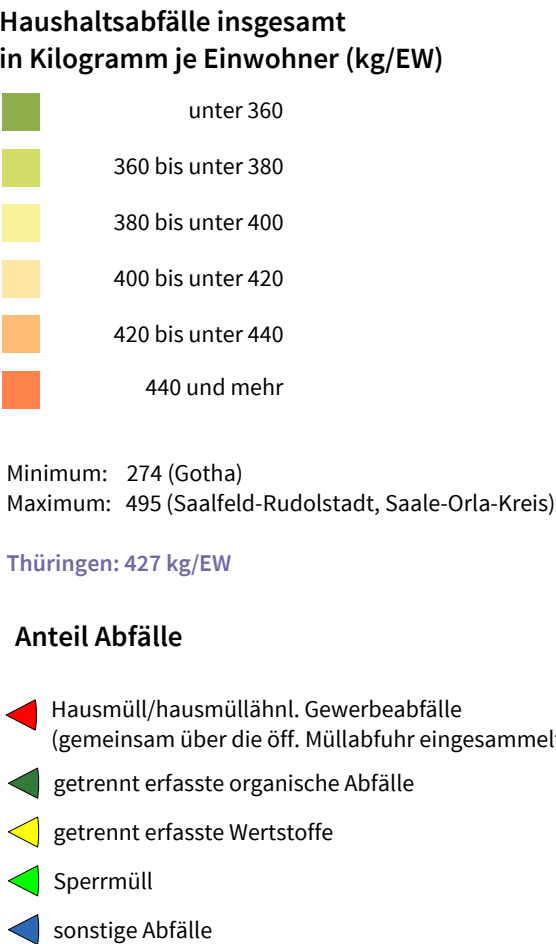 Haushaltsabfälle insgesamt
in Kilogramm je Einwohner (kg/EW)
unter 360
360 bis unter 380
380 bis unter 400
400 bis unter 420
420 bis unter 440
440 und mehr
Minimum: 274 (Gotha)
Maximum: 495 (Saalfeld-Rudolstadt, Saale-Orla-Kreis)
Thüringen: 427 kg/EW
Anteil Abfälle
Hausmüll/hausmüllähnl. Gewerbeabfälle
(gemeinsam über die öff. Müllabfuhr eingesammelt
getrennt erfasste organische Abfälle
getrennt erfasste Wertstoffe
Sperrmüll
sonstige Abfälle